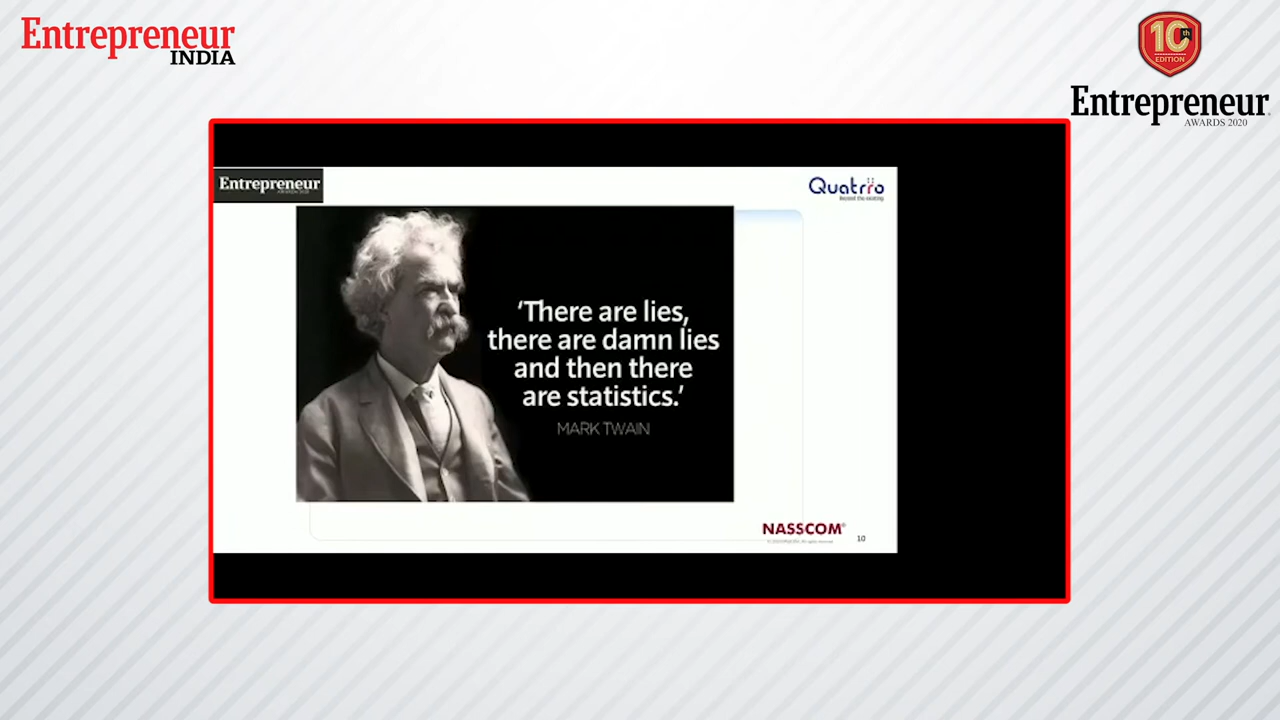 Entrepreneur
INDIA
10th
EDITION
Entrepreneur
AWARDS 2020
Entrepreneur
Quatrro
‘There are lies,
there are damn lies
and then there
are statistics.’
MARK TWAIN
NASSCOM®
10